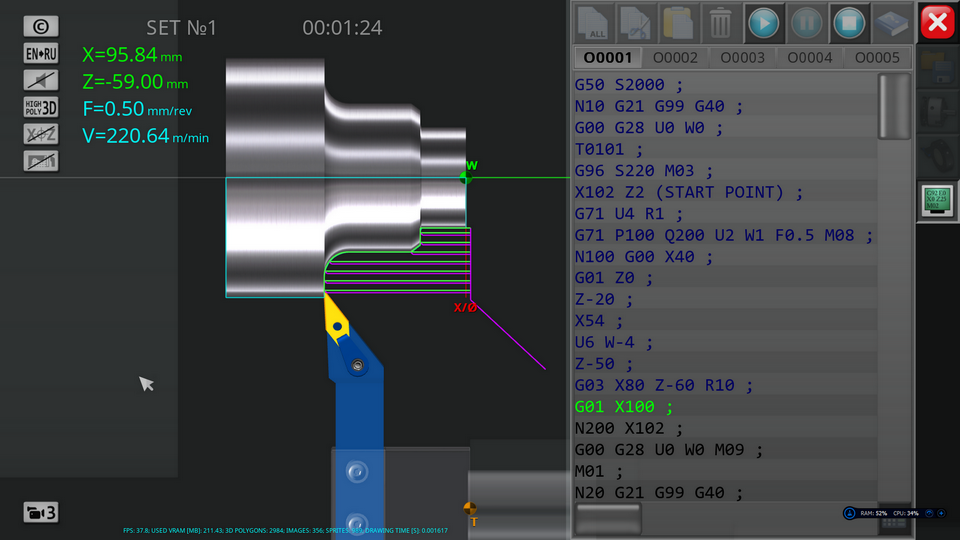 SET №1
00:01:24
©
EN•RU
HIGH POLY 3D
X≠Z
3
X=95.84 mm
Z=-59.00 mm
F=0.50 mm/rev
V=220.64 m/min
W
X/Ø
T
ALL
O0001 O0002 O0003 O0004 O0005
G50 S2000 ;
N10 G21 G99 G40 ;
G00 G28 U0 W0 ;
T0101 ;
G96 S220 M03 ;
X102 Z2 (START POINT) ;
G71 U4 R1 ;
G71 P100 Q200 U2 W1 F0.5 M08 ;
N100 G00 X40 ;
G01 Z0 ;
Z-20 ;
X54 ;
U6 W-4 ;
Z-50 ;
G03 X80 Z-60 R10 ;
G01 X100 ;
N200 X102 ;
G00 G28 U0 W0 M09 ;
M01 ;
N20 G21 G99 G40 ;
RAM: 52% CPU: 34%
FPS: 37.8; USED VRAM [MB]: 211.43; 3D POLYGONS: 2984; IMAGES: 356; DRAWING TIME [S]: 0.001617